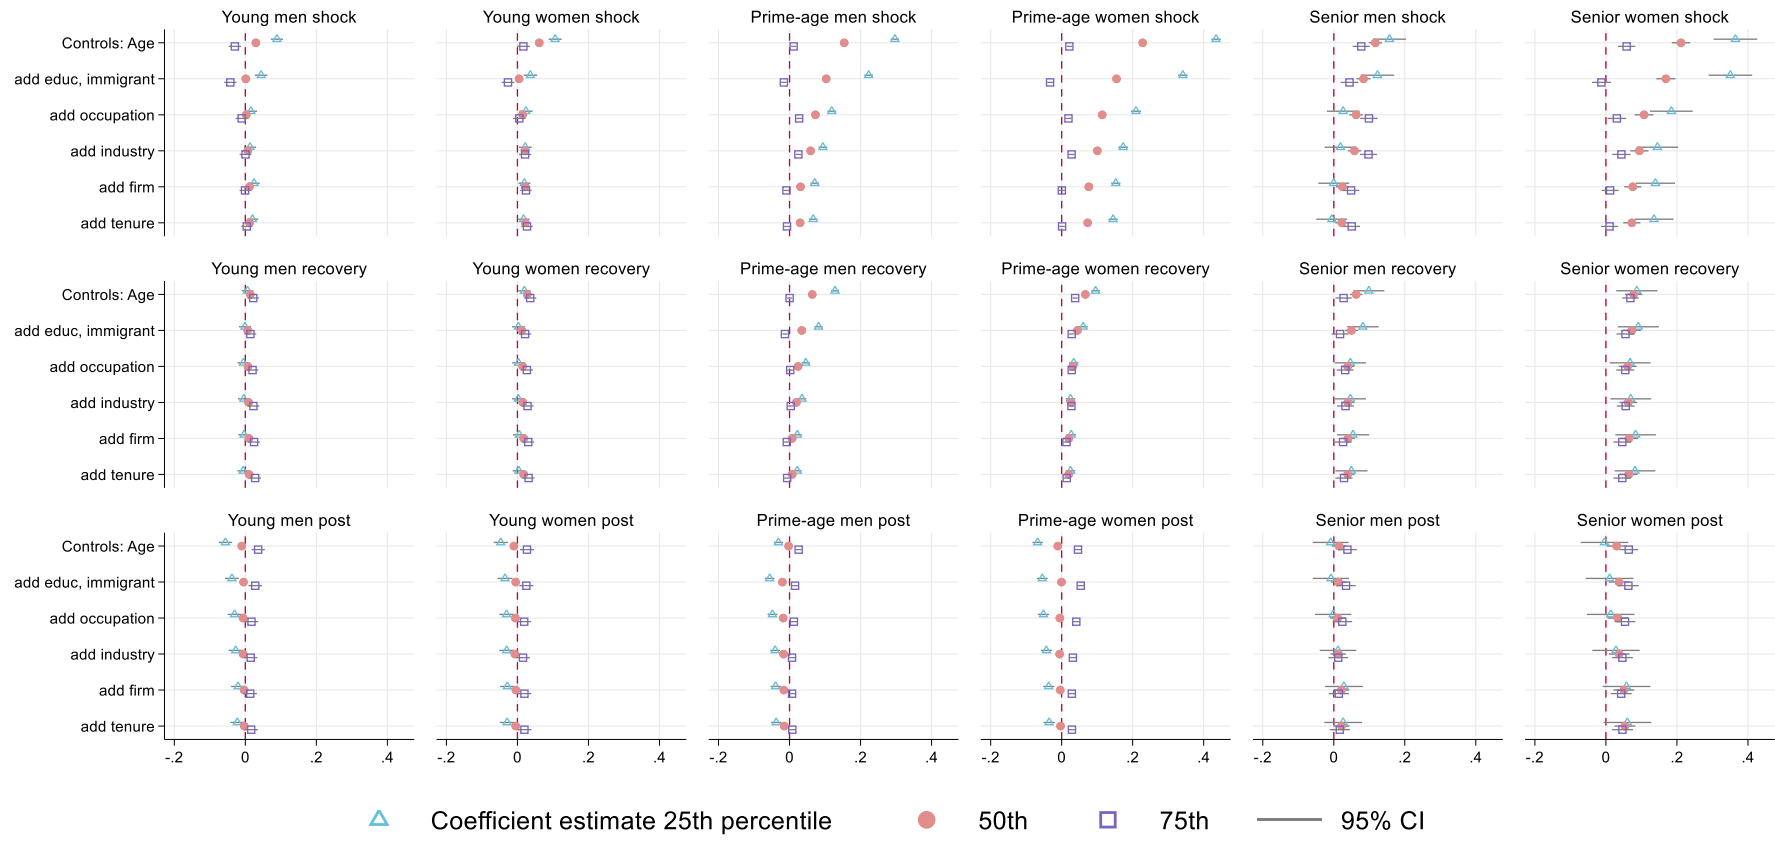 Young men shock Young women shock Prime-age men shock Prime-age women shock Senior men shock Senior women shock
Controls: Age
add educ, immigrant
add occupation
add industry
add firm
add tenure
Young men recovery Young women recovery Prime-age men recovery Prime-age women recovery Senior men recovery Senior women recovery
Controls: Age
add educ, immigrant
add occupation
add industry
add firm
add tenure
Young men post Young women post Prime-age men post Prime-age women post Senior men post Senior women post
Controls: Age
add educ, immigrant
add occupation
add industry
add firm
add tenure
-.2 0 .2 .4 -.2 0 .2 .4 -.2 0 .2 .4 -.2 0 .2 .4 -.2 0 .2 .4 -.2 0 .2 .4
Coefficient estimate 25th percentile 50th 75th 95% CI